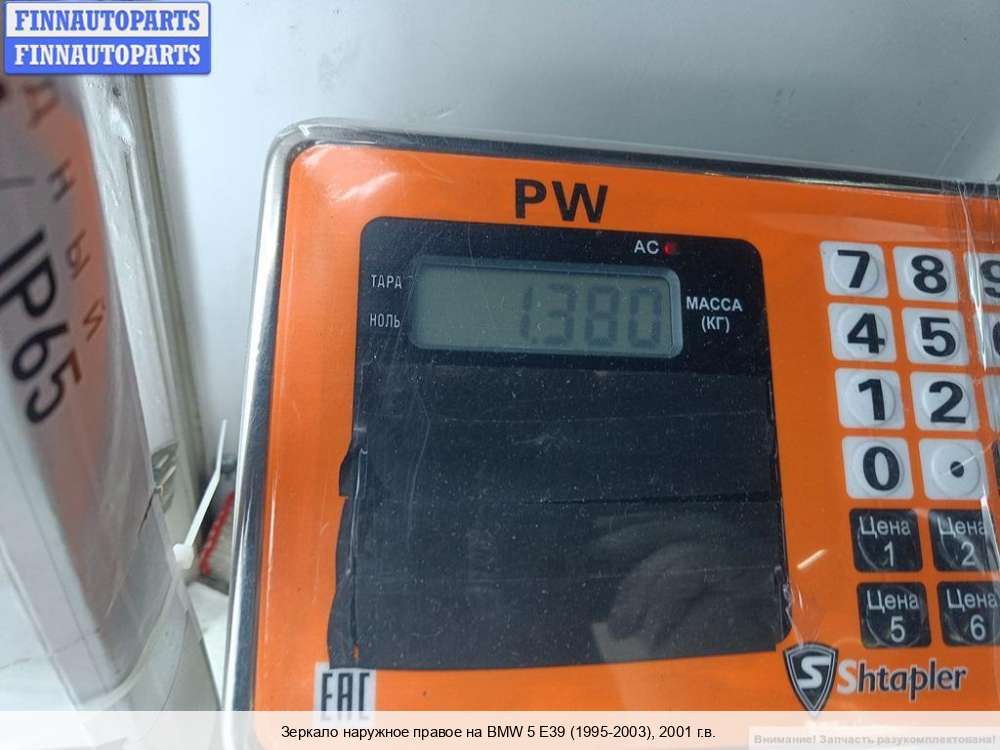 FINNAUTOPARTS
FINNAUTOPARTS
ДНЫЙ
/ IP65
PW
AC
ТАРА
НОЛЬ
1.380
МАССА
(КГ)
7 8 9
4 5
1 2
0 .
Цена 1
Цена 2
Цена 5
Цена 6
S Shtapler
EAC
Зеркало наружное правое на BMW 5 E39 (1995-2003), 2001 г.в.
Внимание! Запчасть разукомплектована!